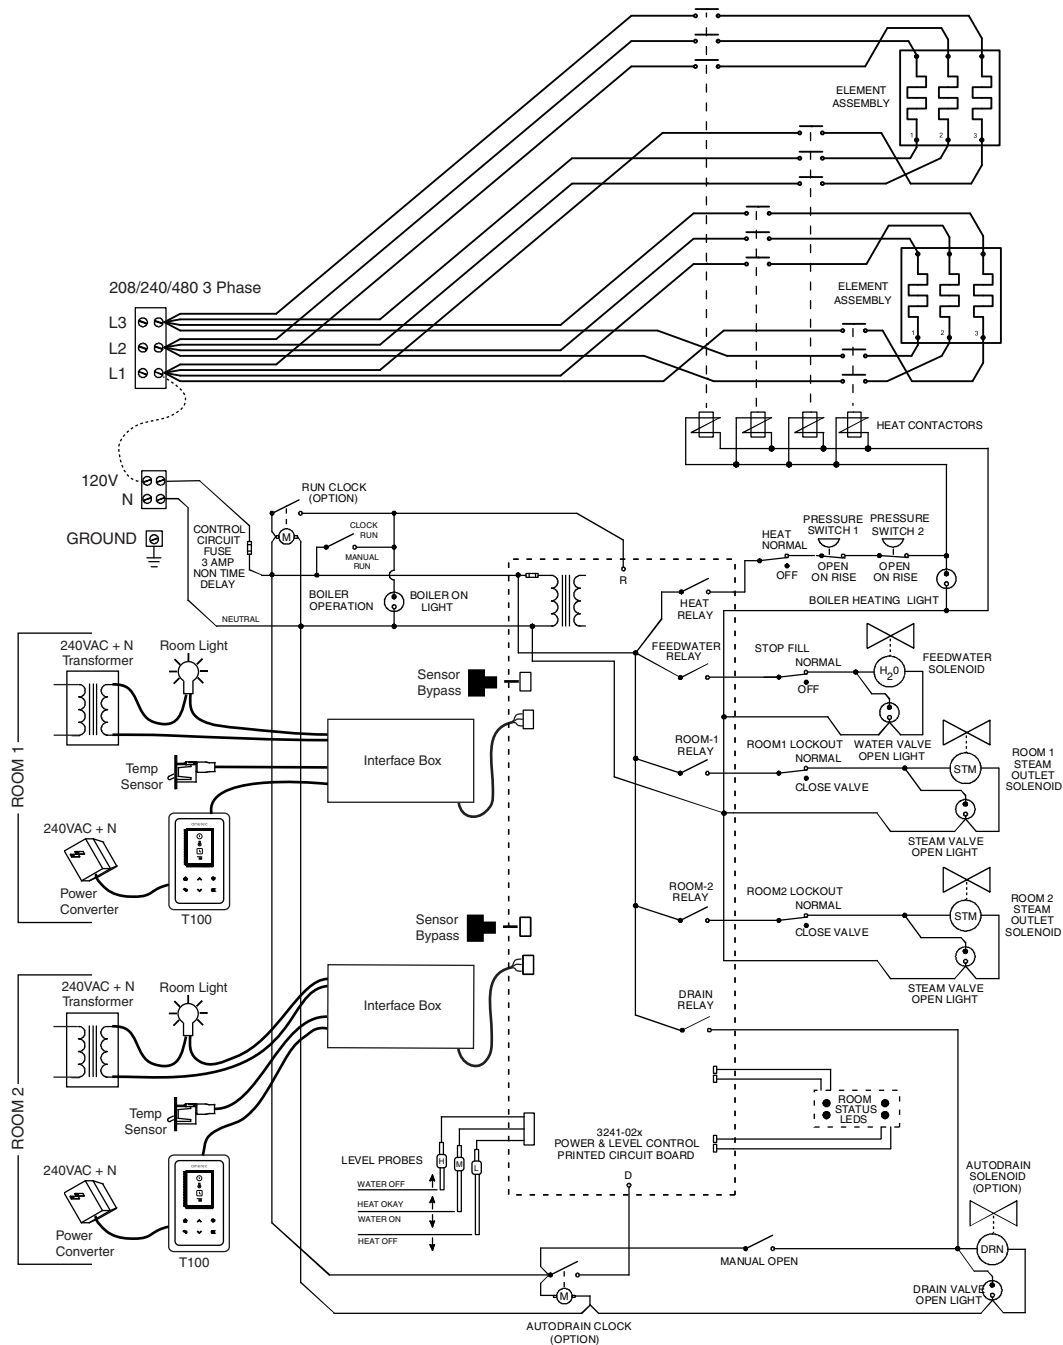 ELEMENT
ASSEMBLY
1
2
3
208/240/480 3 Phase
L3
L2
L1
ELEMENT
ASSEMBLY
1
2
3
HEAT CONTACTORS
120V
N
GROUND
RUN CLOCK
(OPTION)
M
CONTROL
CIRCUIT
FUSE
3 AMP
NON TIME
DELAY
CLOCK
RUN
MANUAL
RUN
BOILER
OPERATION
BOILER ON
LIGHT
NEUTRAL
R
HEAT
NORMAL
OFF
PRESSURE
SWITCH 1
OPEN
ON RISE
PRESSURE
SWITCH 2
OPEN
ON RISE
HEAT
RELAY
BOILER HEATING LIGHT
ROOM 1
240VAC + N
Transformer
Room Light
Sensor
Bypass
FEEDWATER
RELAY
STOP FILL
NORMAL
OFF
H20
FEEDWATER
SOLENOID
WATER VALVE
OPEN LIGHT
Interface Box
Temp
Sensor
ROOM-1
RELAY
ROOM1 LOCKOUT
NORMAL
CLOSE VALVE
STM
ROOM 1
STEAM
OUTLET
SOLENOID
STEAM VALVE
OPEN LIGHT
240VAC + N
Power
Converter
T100
Sensor
Bypass
ROOM-2
RELAY
ROOM2 LOCKOUT
NORMAL
CLOSE VALVE
STM
ROOM 2
STEAM
OUTLET
SOLENOID
STEAM VALVE
OPEN LIGHT
ROOM 2
240VAC + N
Transformer
Room Light
Interface Box
DRAIN
RELAY
Temp
Sensor
ROOM
STATUS
LEDS
3241-02x
POWER & LEVEL CONTROL
PRINTED CIRCUIT BOARD
D
LEVEL PROBES
H
M
L
WATER OFF
HEAT OKAY
WATER ON
HEAT OFF
240VAC + N
Power
Converter
T100
AUTODRAIN
SOLENOID
(OPTION)
DRN
MANUAL OPEN
DRAIN VALVE
OPEN LIGHT
M
AUTODRAIN CLOCK
(OPTION)